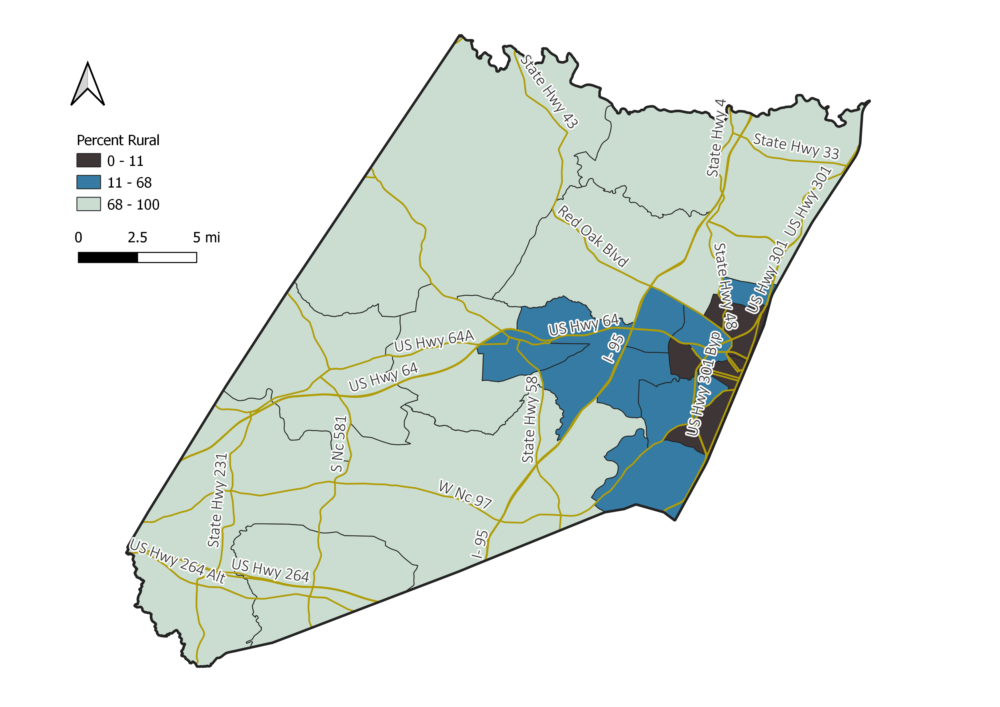 Percent Rural
0 - 11
11 - 68
68 - 100
0 2.5 5 mi
State Hwy 43
State Hwy 4
State Hwy 33
US Hwy 301
Red Oak Blvd
US Hwy 301
State Hwy 48
US Hwy 64
US Hwy 64A
I- 95
US Hwy 301 Byp
US Hwy 64
State Hwy 58
S Nc 581
State Hwy 231
W Nc 97
I- 95
US Hwy 264 Alt
US Hwy 264